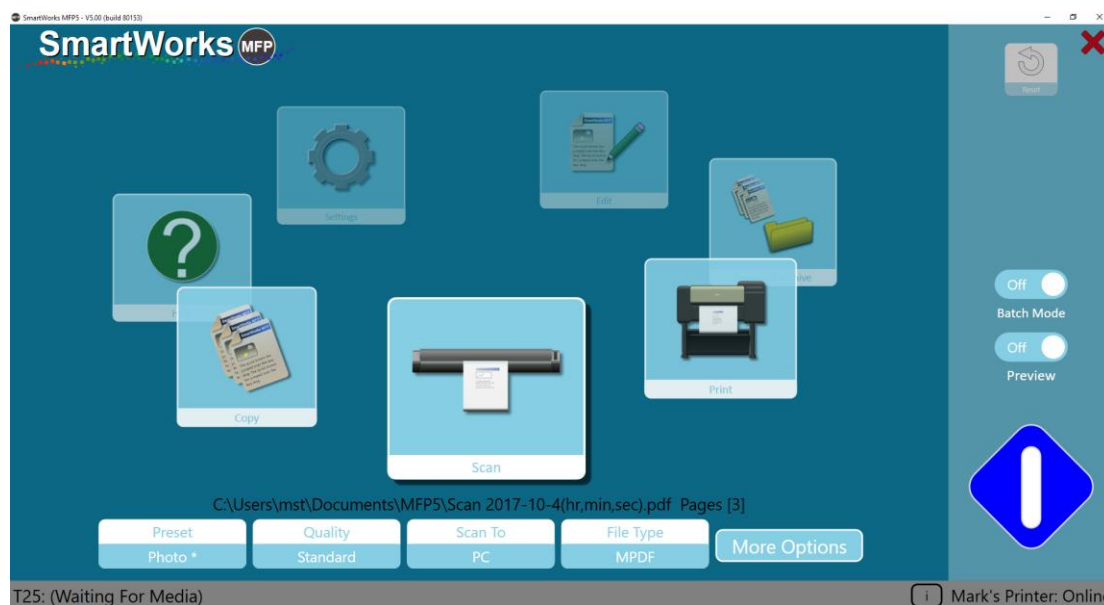 SmartWorks MFP5 - V5.00 (build 80153)
SmartWorks MFP
Reset
Settings
Edit
Copy
Scan
Print
Off
Batch Mode
Off
Preview
C:\Users\mst\Documents\MFP5\Scan 2017-10-4(hr,min,sec).pdf Pages [3]
Preset Quality Scan To File Type
Photo * Standard PC MPDF
More Options
T25: (Waiting For Media)
i Mark's Printer: Online